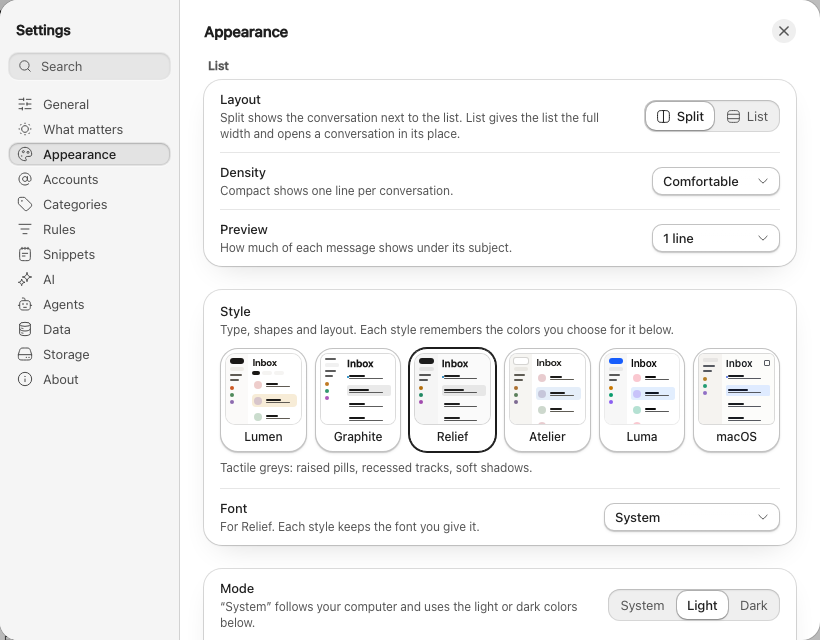 Settings
Search
General
What matters
Appearance
Accounts
Categories
Rules
Snippets
AI
Agents
Data
Storage
About
Appearance
List
Layout
Split shows the conversation next to the list. List gives the list the full
width and opens a conversation in its place.
Split
List
Density
Compact shows one line per conversation.
Comfortable
Preview
How much of each message shows under its subject.
1 line
Style
Type, shapes and layout. Each style remembers the colors you choose for it below.
Inbox
Inbox
Inbox
Inbox
Inbox
Inbox
Lumen
Graphite
Relief
Atelier
Luma
macOS
Tactile greys: raised pills, recessed tracks, soft shadows.
Font
For Relief. Each style keeps the font you give it.
System
Mode
“System” follows your computer and uses the light or dark colors
below.
System
Light
Dark